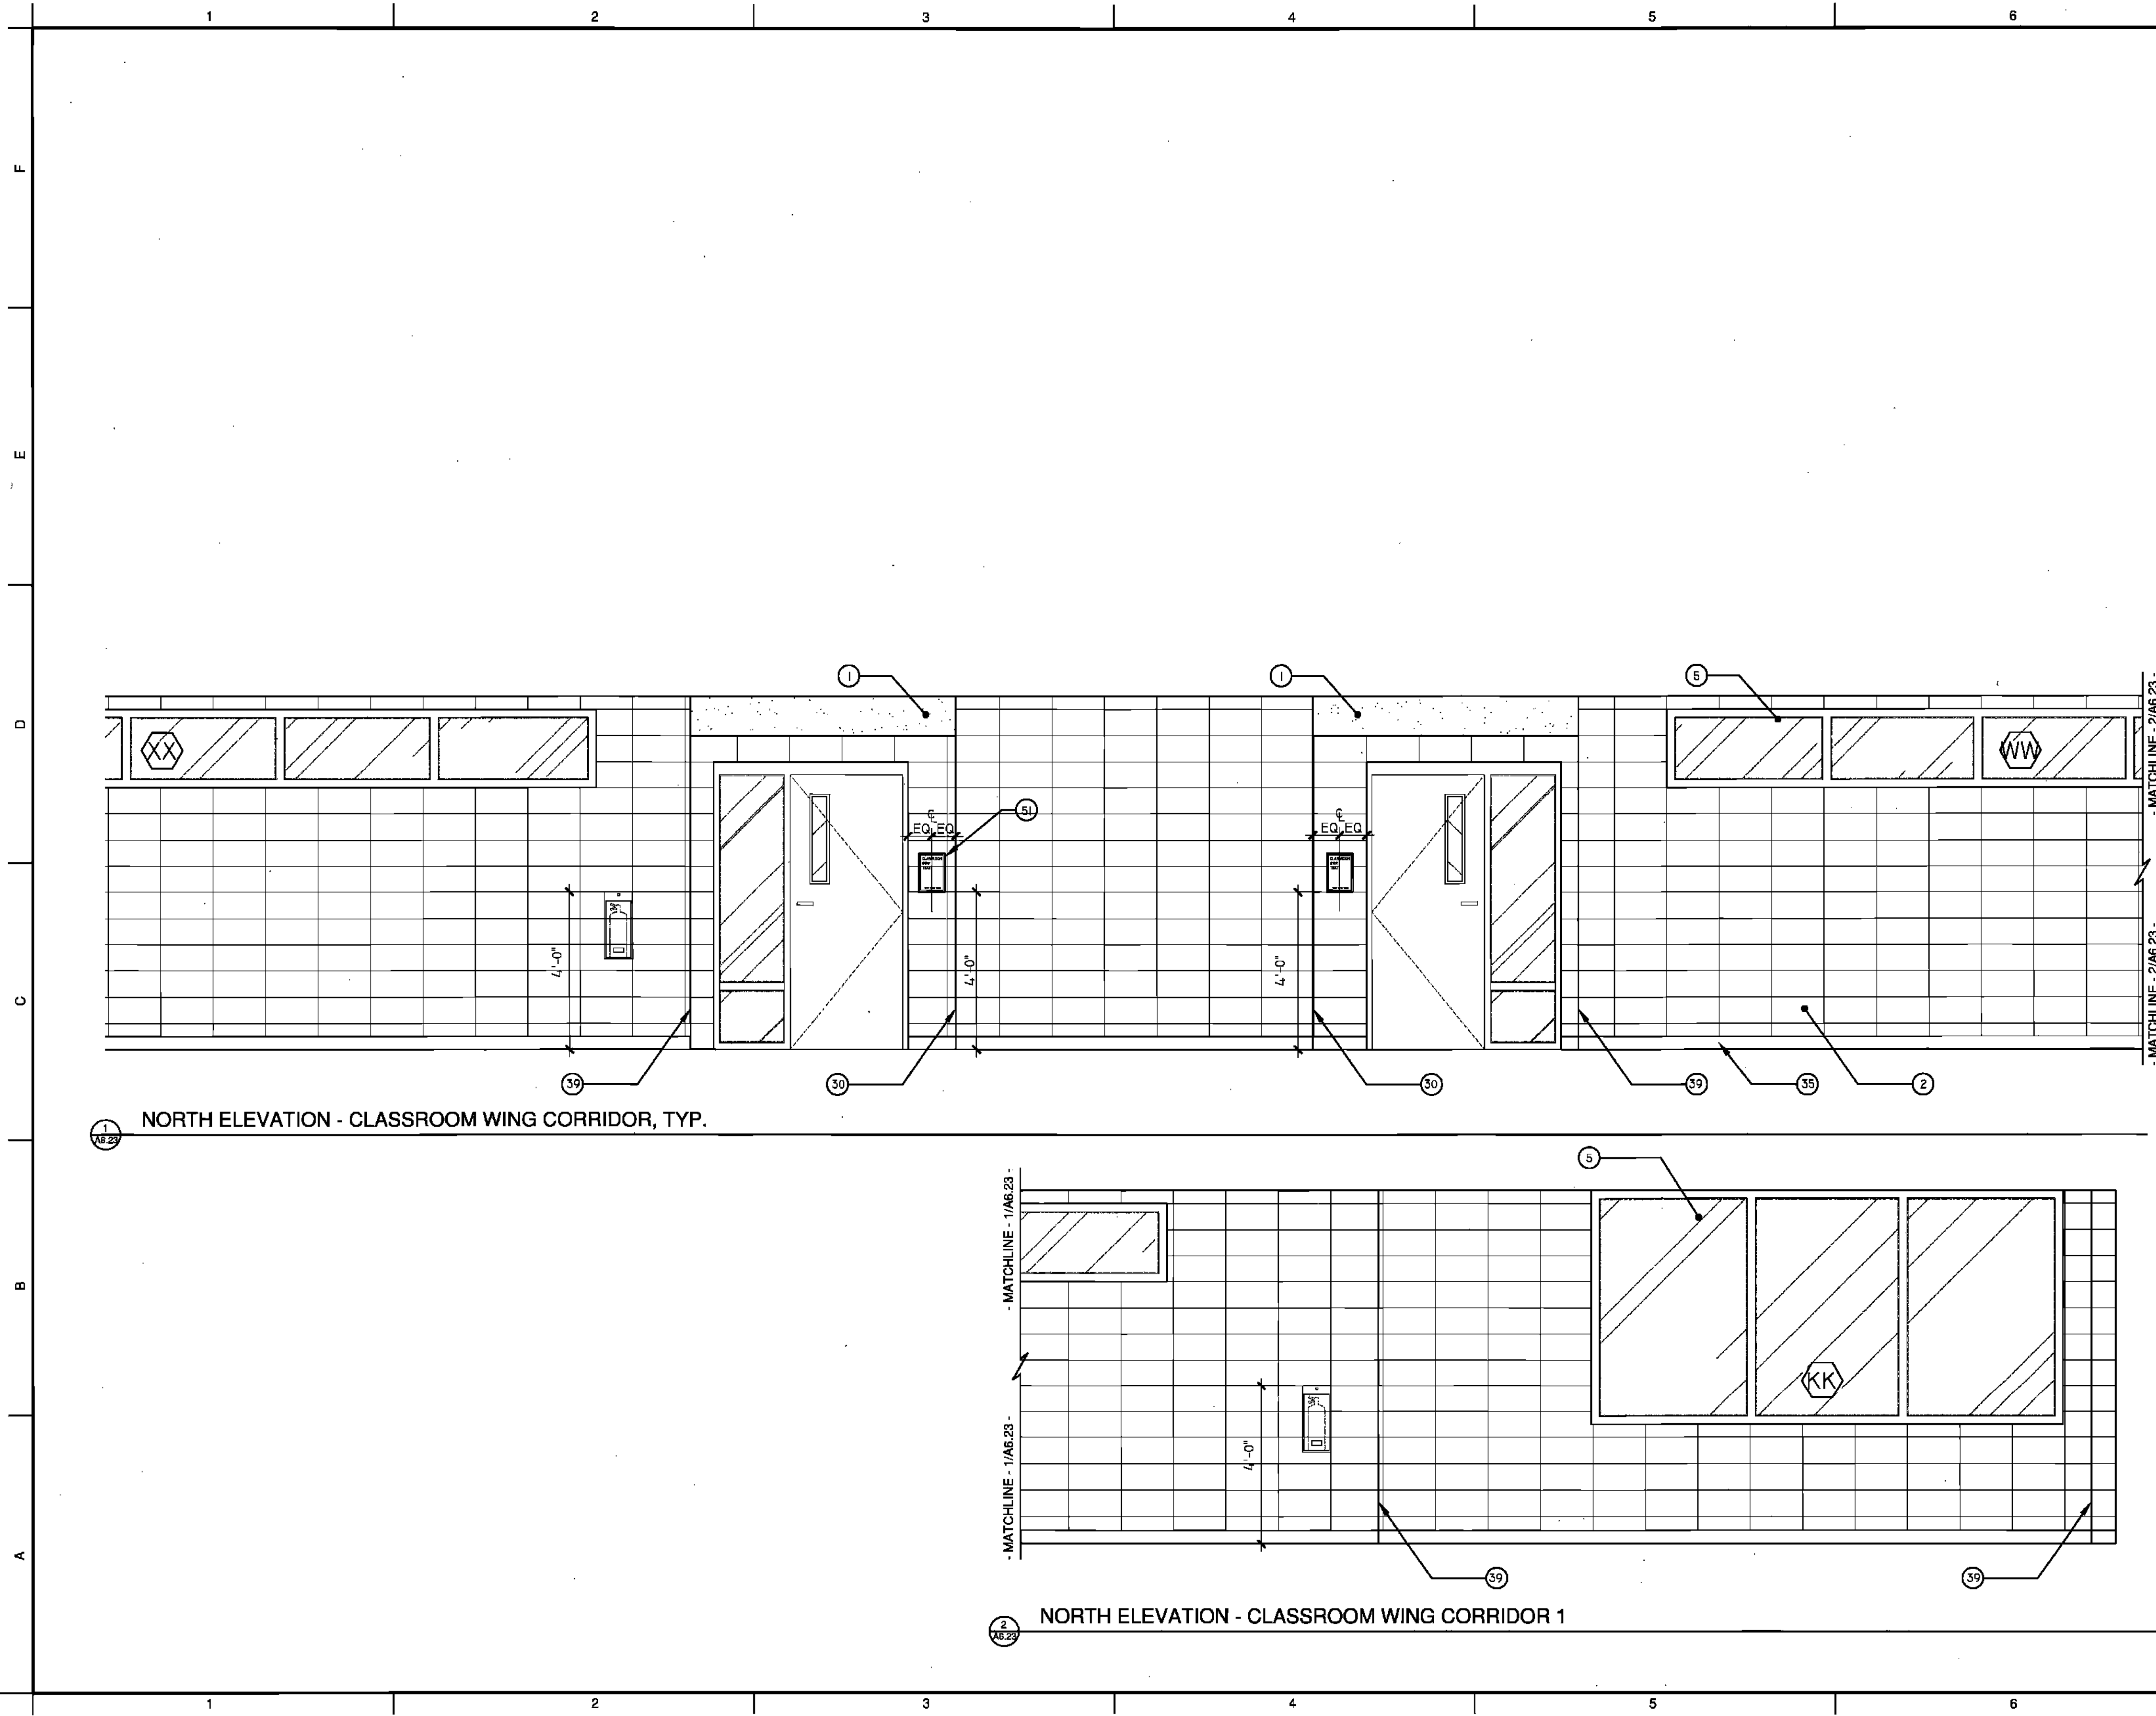 1 2 3 4 5 6
F
E
D
C
B
A
1 1 5
XX
WW
51
℄
EQ EQ
℄
EQ EQ
4'-0"
4'-0"
4'-0"
- MATCHLINE - 2/A6.23 -
- MATCHLINE - 2/A6.23 -
39 30 30 39 35 2
1
A6.23
NORTH ELEVATION - CLASSROOM WING CORRIDOR, TYP.
5
- MATCHLINE - 1/A6.23 -
- MATCHLINE - 1/A6.23 -
KK
4'-0"
39 39
2
A6.23
NORTH ELEVATION - CLASSROOM WING CORRIDOR 1
1 2 3 4 5 6